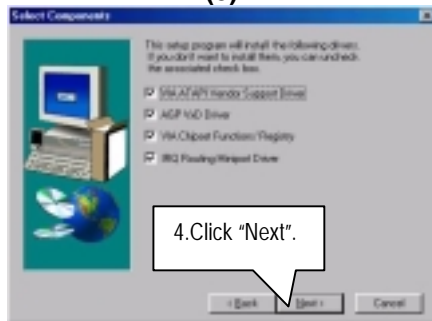 Select Components
This setup program will install the following drivers.
If you don't want to install them, you can uncheck
the associated check box.
VIA ATAPI Vendor Support Driver
AGP VxD Driver
VIA Chipset Functions' Registry
IRQ Routing Miniport Driver
4.Click “Next”.
< Back Next > Cancel